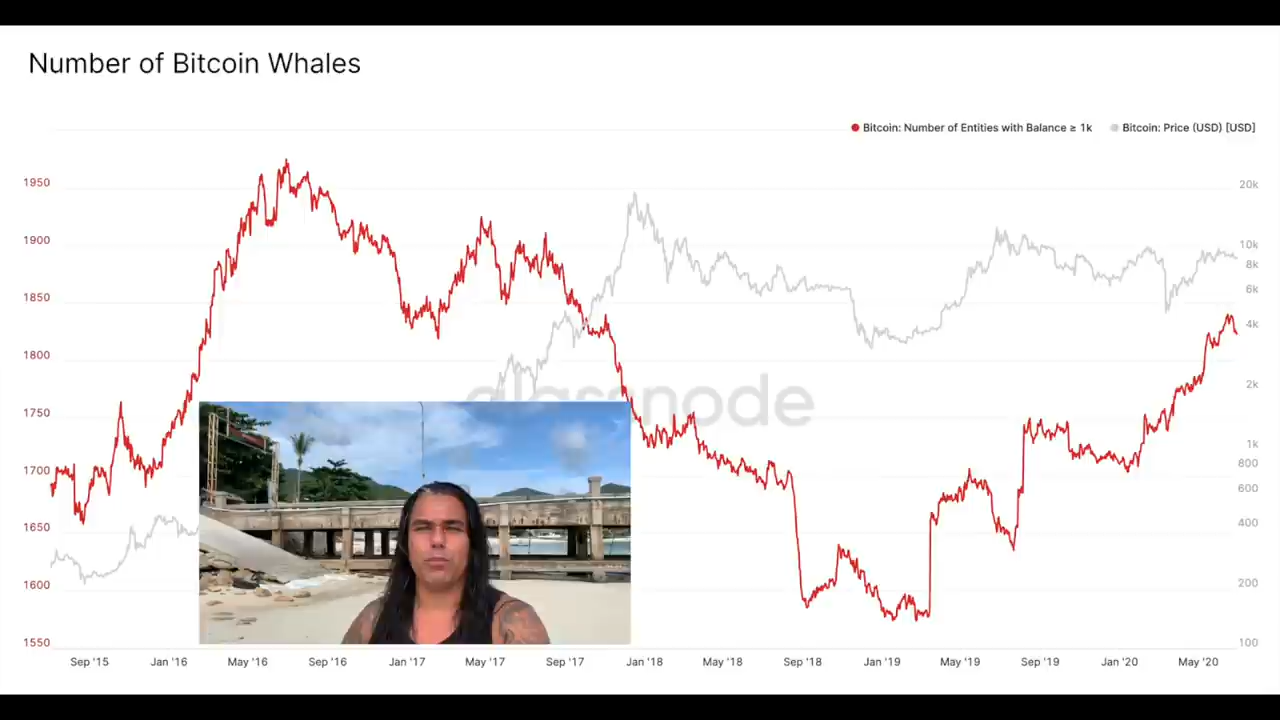 Number of Bitcoin Whales
Bitcoin: Number of Entities with Balance ≥ 1k
Bitcoin: Price (USD) [USD]
1950
1900
1850
1800
1750
1700
1650
1600
1550
20k
10k
8k
6k
4k
2k
1k
800
600
400
200
100
glassnode
Sep '15
Jan '16
May '16
Sep '16
Jan '17
May '17
Sep '17
Jan '18
May '18
Sep '18
Jan '19
May '19
Sep '19
Jan '20
May '20